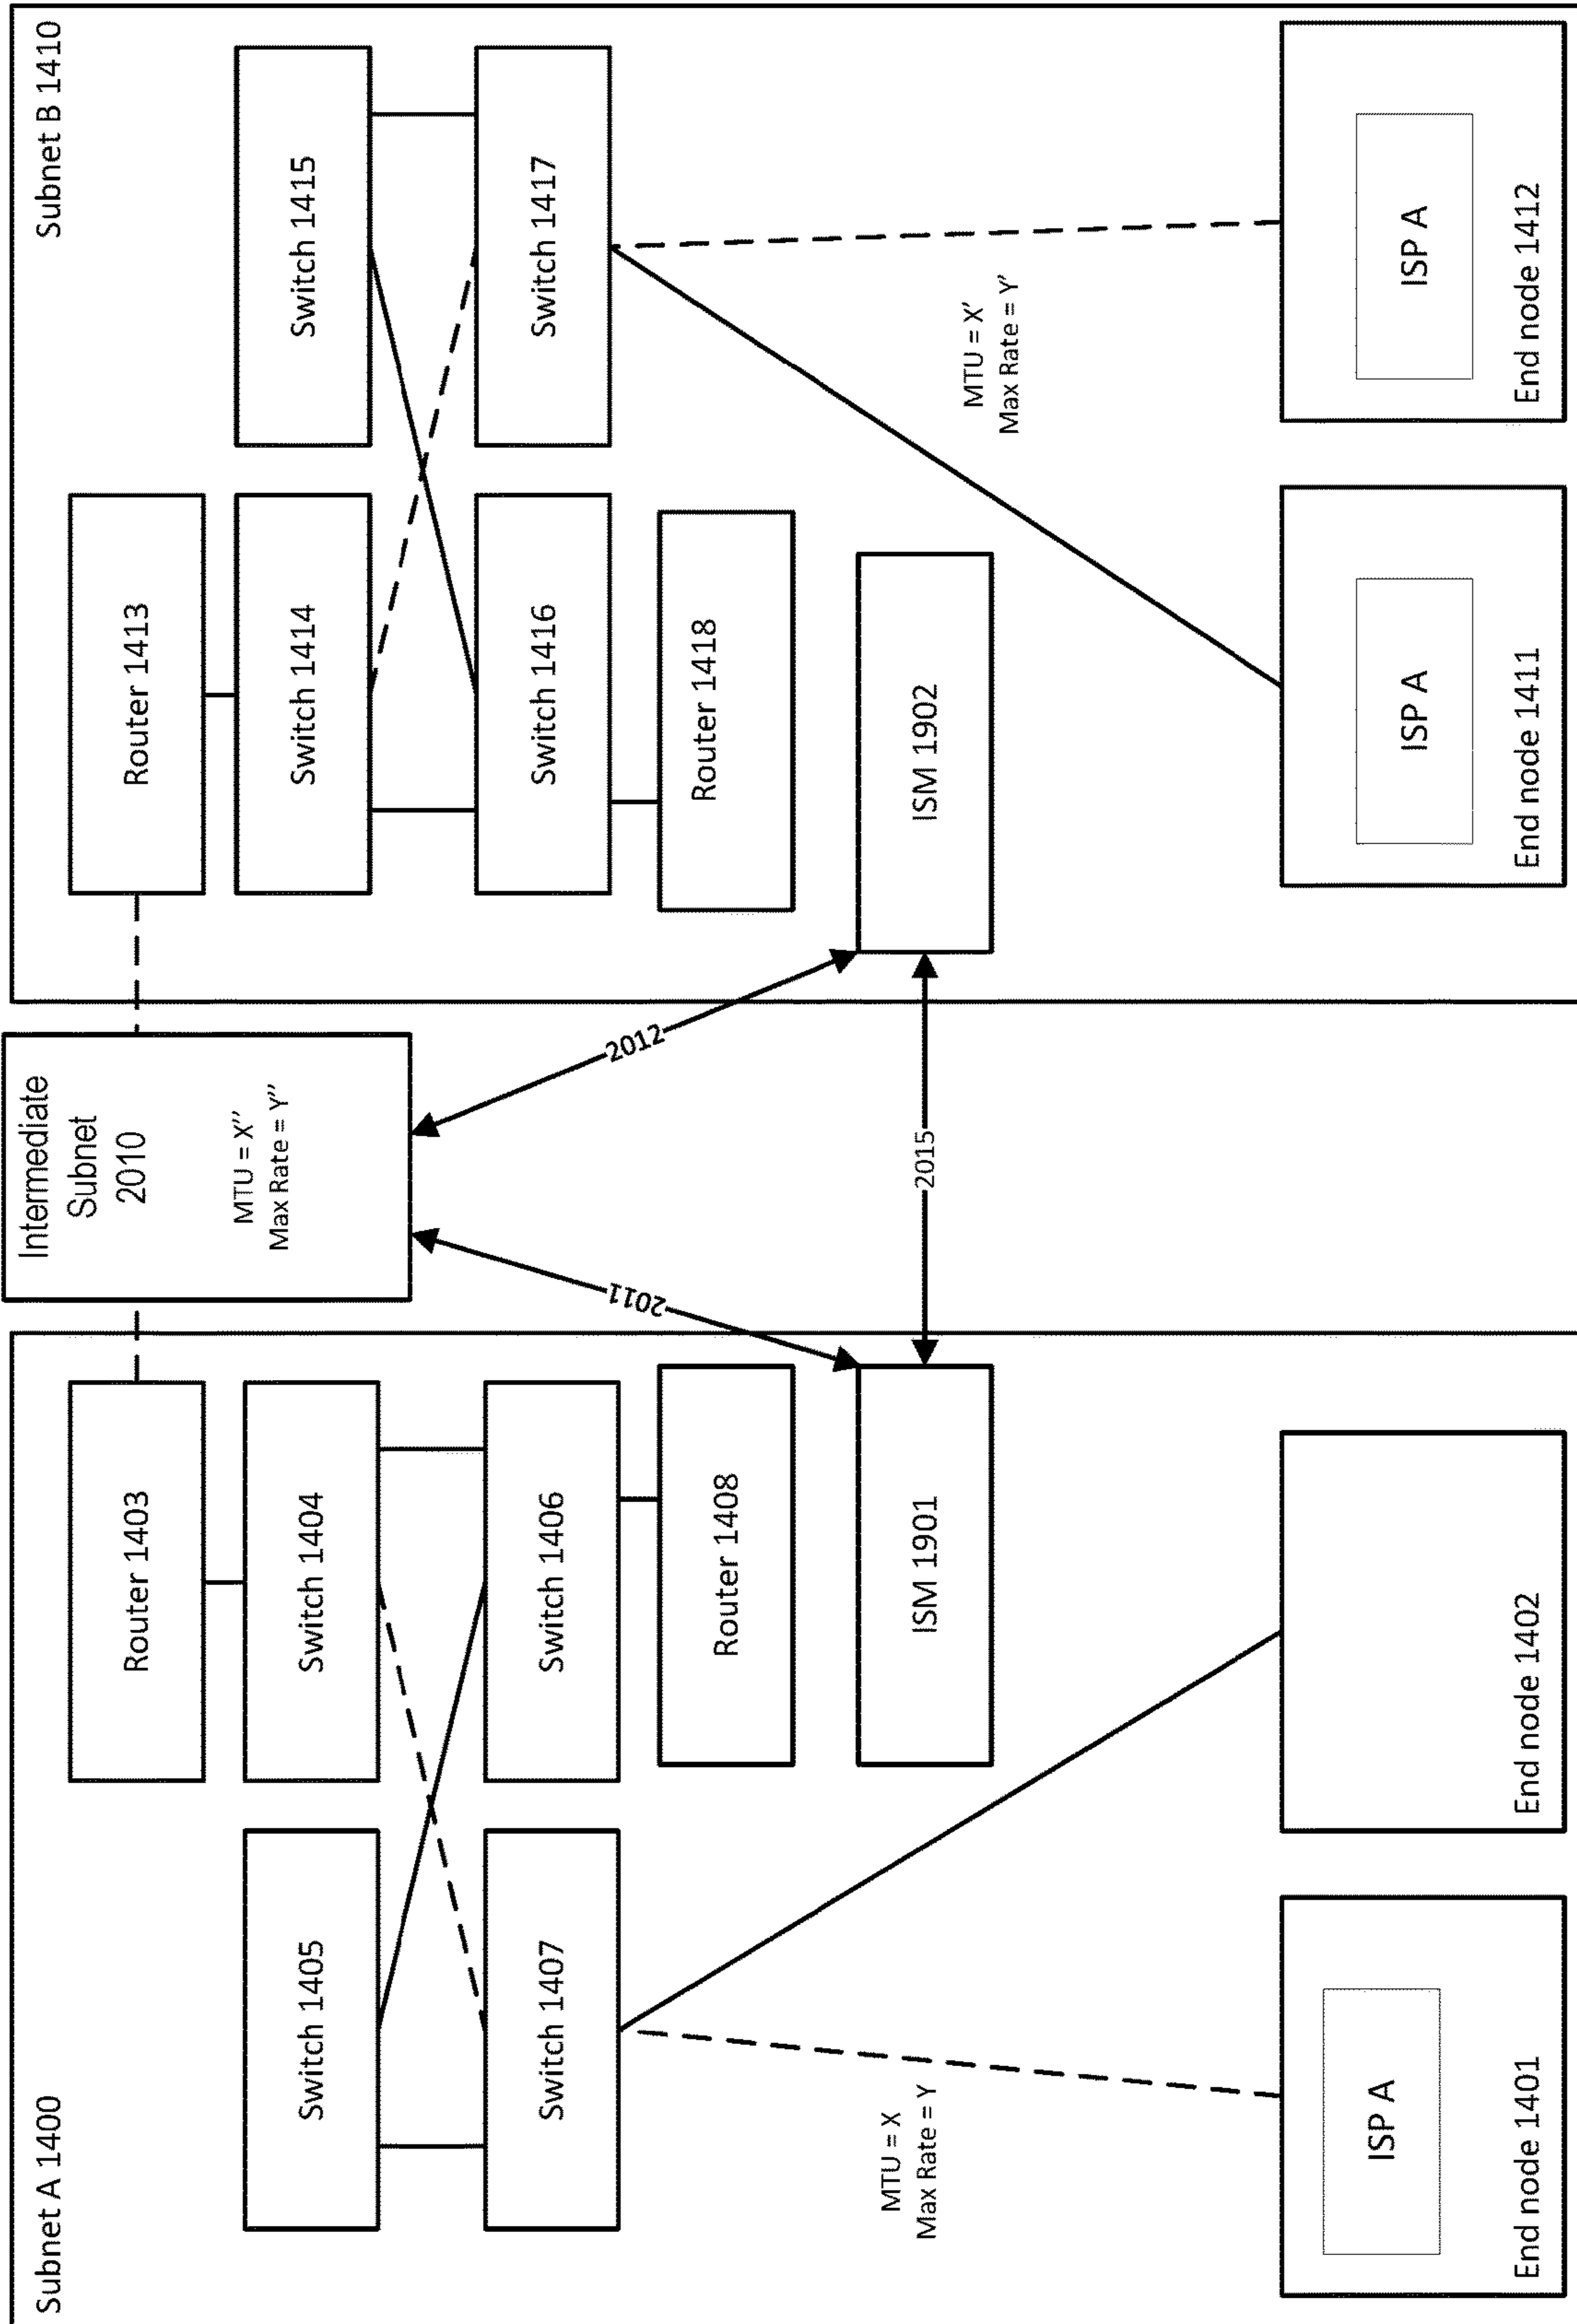 Subnet A 1400
Router 1403
Switch 1405
Switch 1404
Switch 1407
Switch 1406
Router 1408
ISM 1901
MTU = X
Max Rate = Y
ISP A
End node 1401
End node 1402
Intermediate
Subnet
2010
MTU = X''
Max Rate = Y''
2011
2012
2015
Subnet B 1410
Router 1413
Switch 1414
Switch 1415
Switch 1416
Switch 1417
Router 1418
ISM 1902
MTU = X'
Max Rate = Y'
ISP A
End node 1411
ISP A
End node 1412